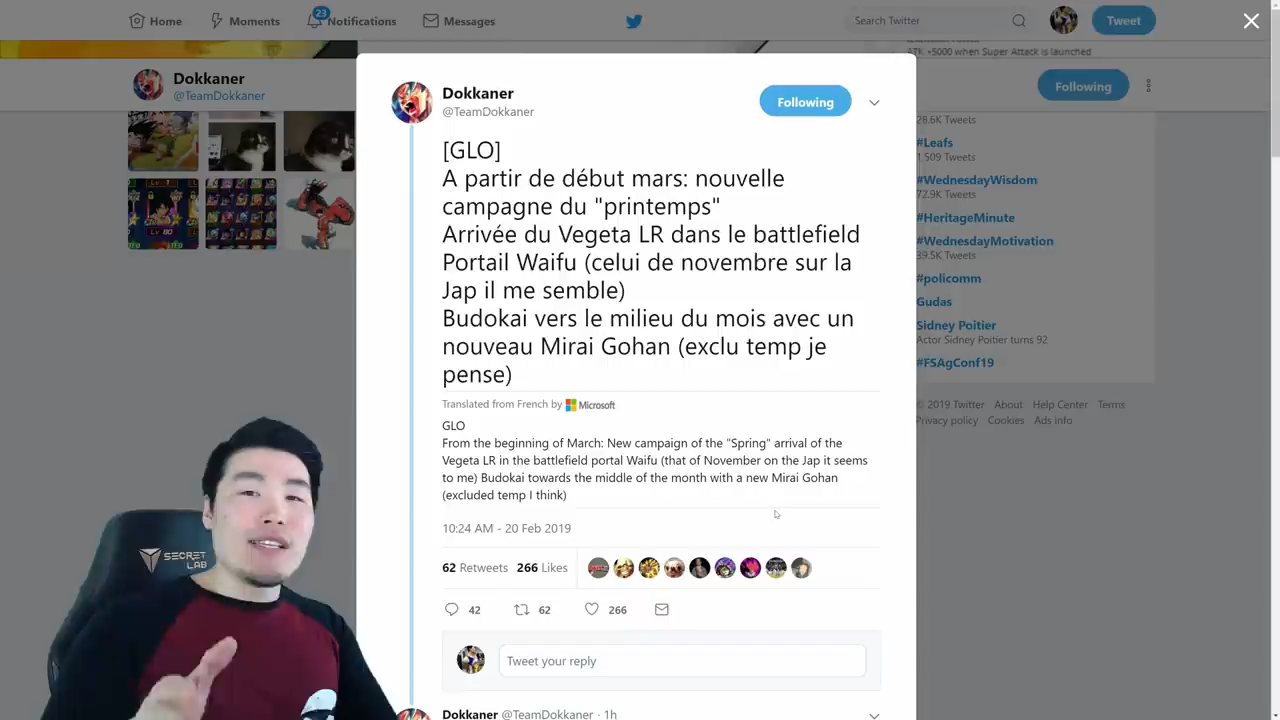 Home
Moments
23
Notifications
Messages
Search Twitter
Tweet
ATK +5000 when Super Attack is launched
Dokkaner
@TeamDokkaner
Following
Dokkaner
@TeamDokkaner
Following
[GLO]
A partir de début mars: nouvelle
campagne du "printemps"
Arrivée du Vegeta LR dans le battlefield
Portail Waifu (celui de novembre sur la
Jap il me semble)
Budokai vers le milieu du mois avec un
nouveau Mirai Gohan (exclu temp je
pense)
Translated from French by Microsoft
GLO
From the beginning of March: New campaign of the "Spring" arrival of the
Vegeta LR in the battlefield portal Waifu (that of November on the Jap it seems
to me) Budokai towards the middle of the month with a new Mirai Gohan
(excluded temp I think)
10:24 AM - 20 Feb 2019
62 Retweets 266 Likes
42 62 266
Tweet your reply
Dokkaner @TeamDokkaner · 1h
28.6K Tweets
#Leafs
1,509 Tweets
#WednesdayWisdom
72.9K Tweets
#HeritageMinute
#WednesdayMotivation
39.5K Tweets
#policomm
Gudas
Sidney Poitier
Actor Sidney Poitier turns 92
#FSAgConf19
© 2019 Twitter About Help Center Terms
Privacy policy Cookies Ads info
SECRET
LAB
Lv 80